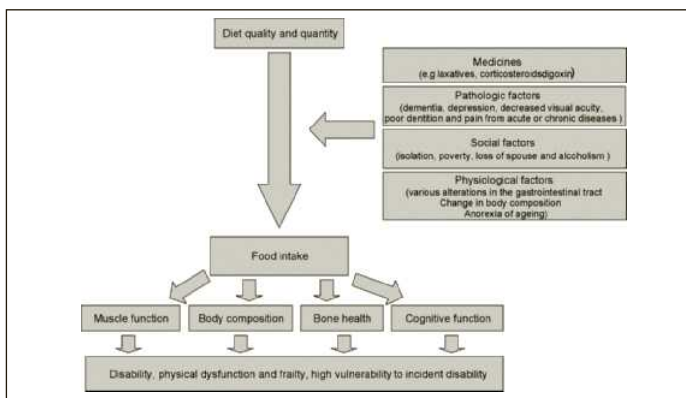 Diet quality and quantity
Medicines
(e.g laxatives, corticosteroidsdigoxin)
Pathologic factors
(dementia, depression, decreased visual acuity,
poor dentition and pain from acute or chronic diseases )
Social factors
(isolation, poverty, loss of spouse and alcoholism )
Physiological factors
(various alterations in the gastrointestinal tract
Change in body composition
Anorexia of ageing)
Food intake
Muscle function
Body composition
Bone health
Cognitive function
Disability, physical dysfunction and frailty, high vulnerability to incident disability